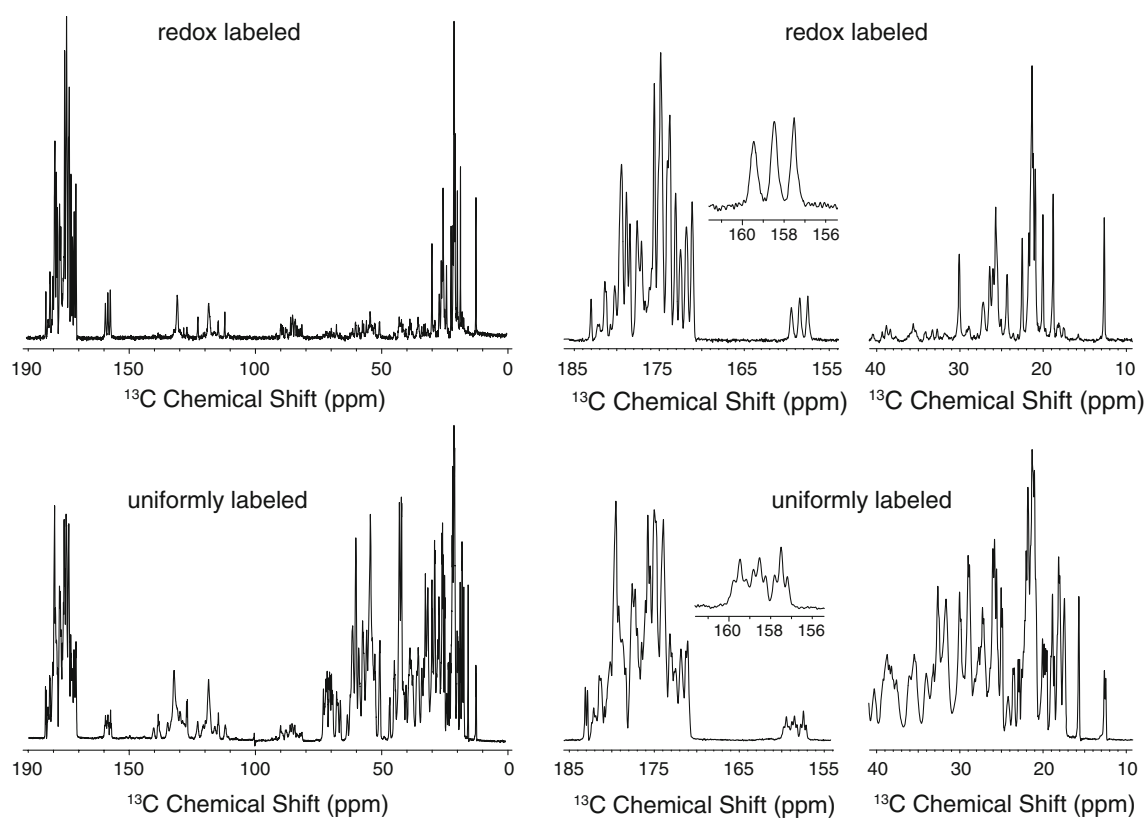 redox labeled
190 150 100 50 0
¹³C Chemical Shift (ppm)
redox labeled
160 158 156
185 175 165 155
¹³C Chemical Shift (ppm)
40 30 20 10
¹³C Chemical Shift (ppm)
uniformly labeled
190 150 100 50 0
¹³C Chemical Shift (ppm)
uniformly labeled
160 158 156
185 175 165 155
¹³C Chemical Shift (ppm)
40 30 20 10
¹³C Chemical Shift (ppm)